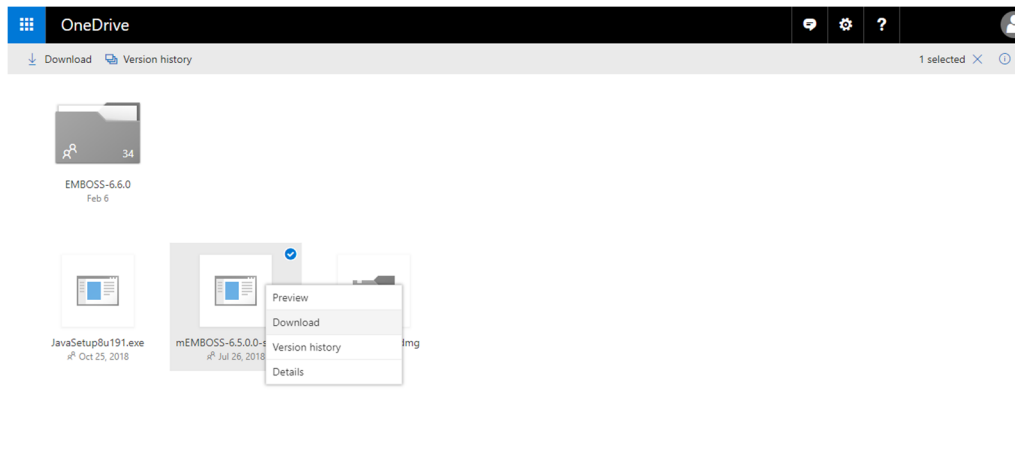 OneDrive
?
Download Version history 1 selected
34
EMBOSS-6.6.0
Feb 6
Preview
Download
JavaSetup8u191.exe mEMBOSS-6.5.0.0-s dmg
Oct 25, 2018 Jul 26, 2018
Version history
Details